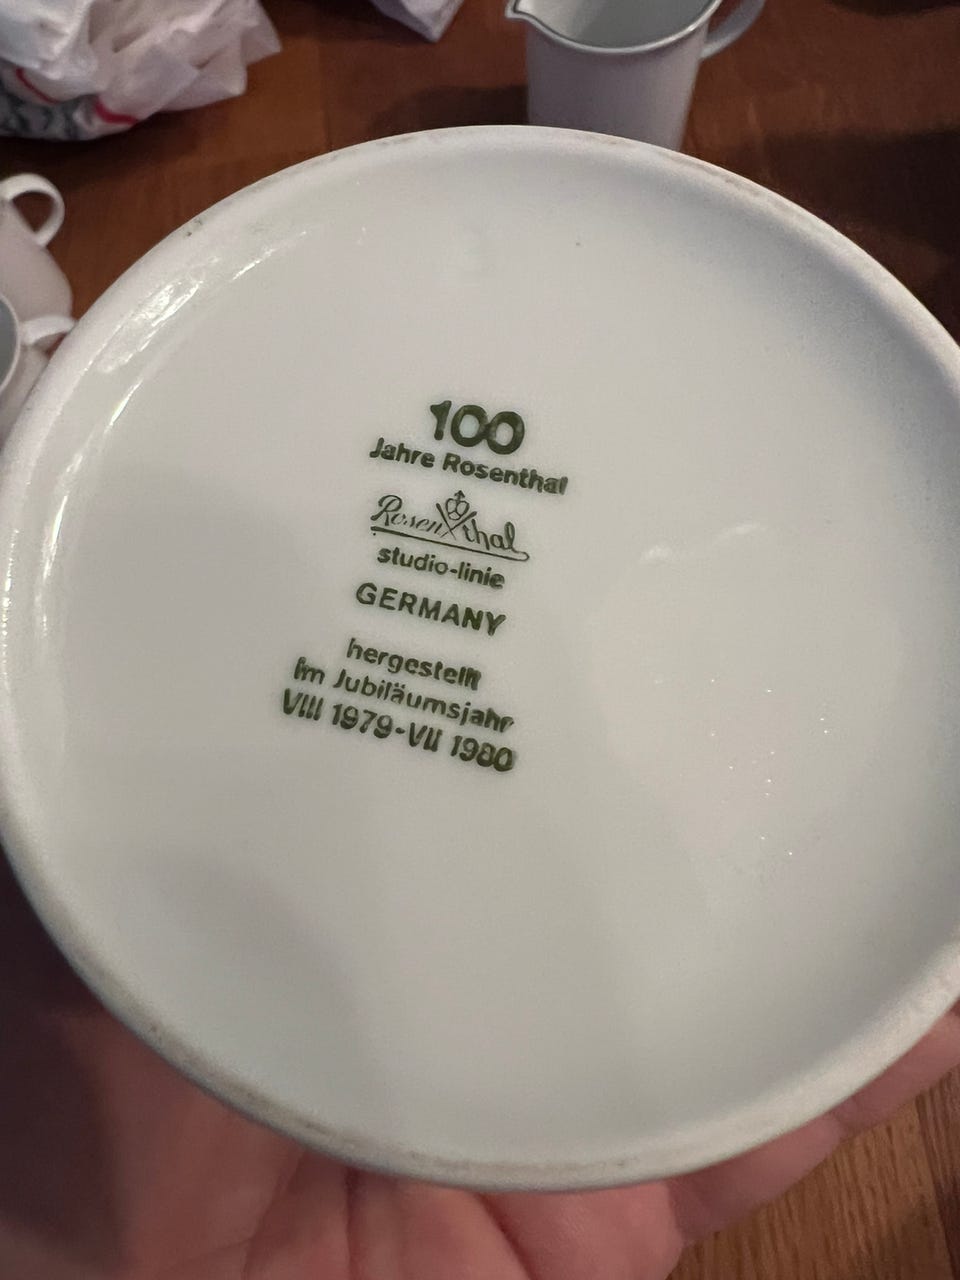 100
Jahre Rosenthal
Rosenthal
studio-linie
GERMANY
hergestellt
im Jubiläumsjahr
VIII 1979-VII 1980